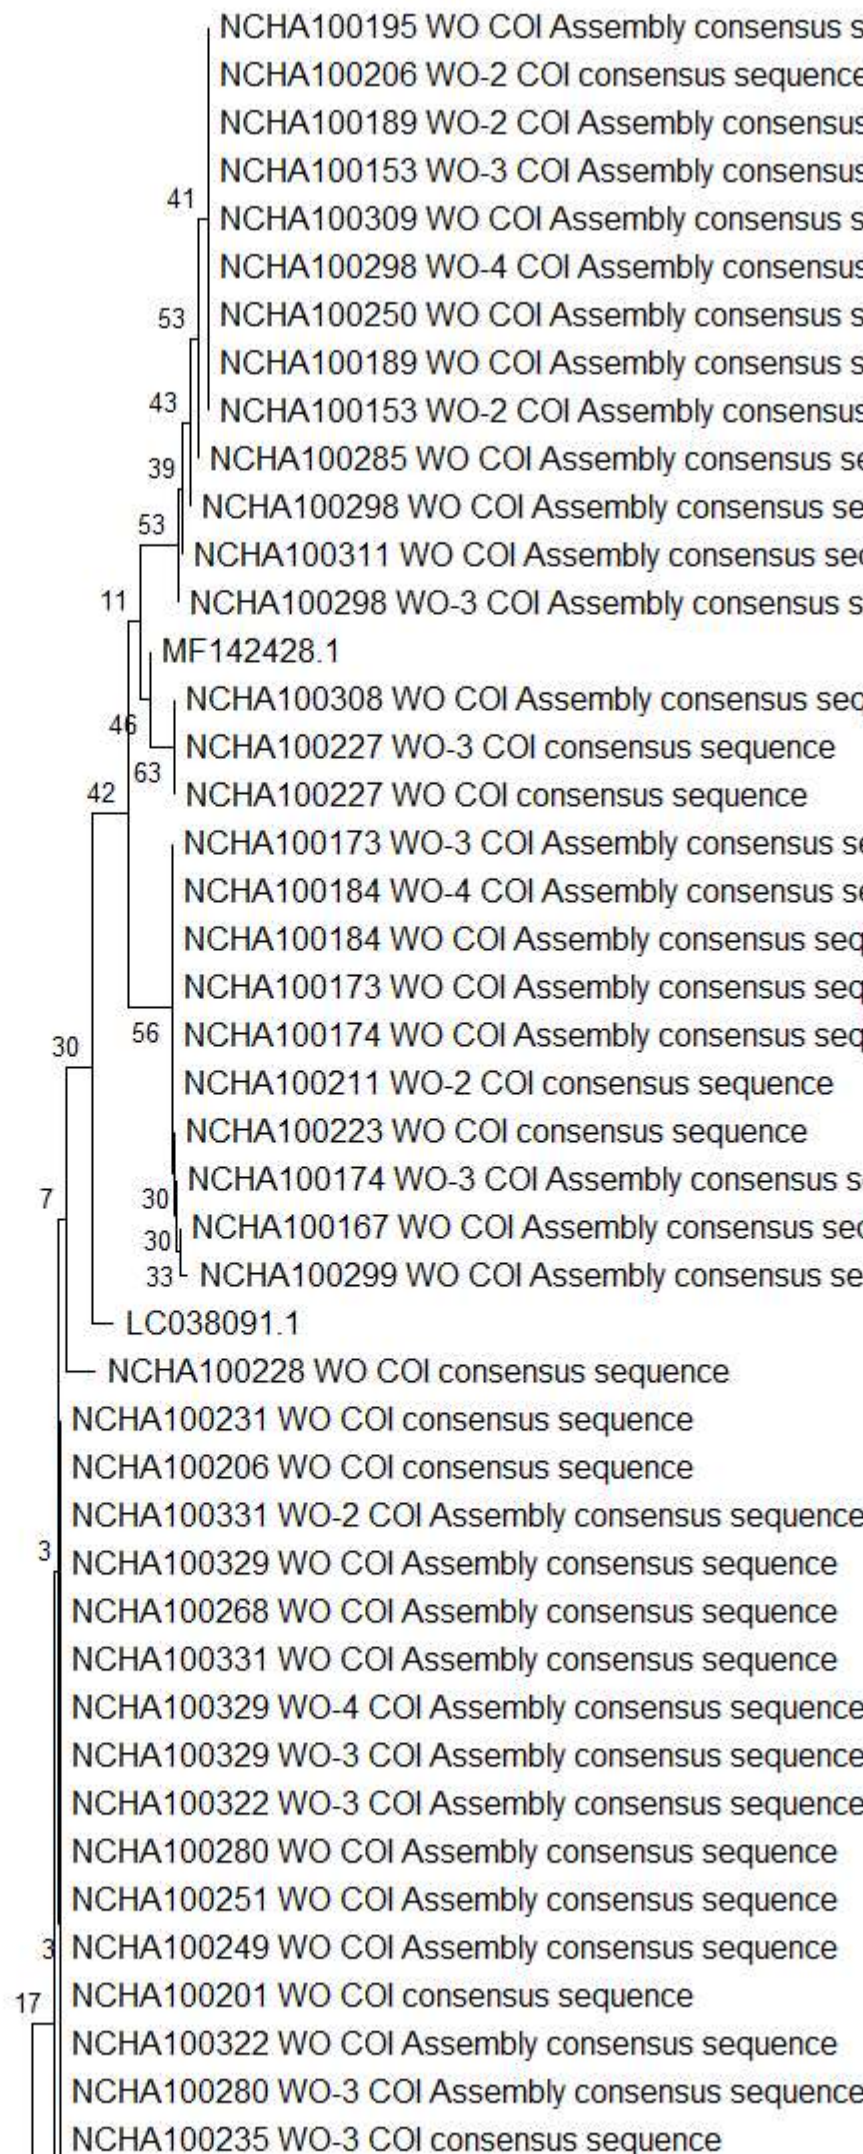 NCHA100195 WO COI Assembly consensus s
NCHA100206 WO-2 COI consensus sequence
NCHA100189 WO-2 COI Assembly consensus
NCHA100153 WO-3 COI Assembly consensus
41
NCHA100309 WO COI Assembly consensus s
NCHA100298 WO-4 COI Assembly consensus
53
NCHA100250 WO COI Assembly consensus s
NCHA100189 WO COI Assembly consensus s
43
NCHA100153 WO-2 COI Assembly consensus
39
NCHA100285 WO COI Assembly consensus se
NCHA100298 WO COI Assembly consensus se
53
NCHA100311 WO COI Assembly consensus sec
11
NCHA100298 WO-3 COI Assembly consensus s
MF142428.1
NCHA100308 WO COI Assembly consensus seq
46
NCHA100227 WO-3 COI consensus sequence
63
42
NCHA100227 WO COI consensus sequence
NCHA100173 WO-3 COI Assembly consensus se
NCHA100184 WO-4 COI Assembly consensus se
NCHA100184 WO COI Assembly consensus seq
NCHA100173 WO COI Assembly consensus seq
56
30
NCHA100174 WO COI Assembly consensus seq
NCHA100211 WO-2 COI consensus sequence
NCHA100223 WO COI consensus sequence
NCHA100174 WO-3 COI Assembly consensus s
30
7
NCHA100167 WO COI Assembly consensus sec
30
33
NCHA100299 WO COI Assembly consensus se
LC038091.1
NCHA100228 WO COI consensus sequence
NCHA100231 WO COI consensus sequence
NCHA100206 WO COI consensus sequence
NCHA100331 WO-2 COI Assembly consensus sequence
3
NCHA100329 WO COI Assembly consensus sequence
NCHA100268 WO COI Assembly consensus sequence
NCHA100331 WO COI Assembly consensus sequence
NCHA100329 WO-4 COI Assembly consensus sequence
NCHA100329 WO-3 COI Assembly consensus sequence
NCHA100322 WO-3 COI Assembly consensus sequence
NCHA100280 WO COI Assembly consensus sequence
NCHA100251 WO COI Assembly consensus sequence
3
NCHA100249 WO COI Assembly consensus sequence
17
NCHA100201 WO COI consensus sequence
NCHA100322 WO COI Assembly consensus sequence
NCHA100280 WO-3 COI Assembly consensus sequence
NCHA100235 WO-3 COI consensus sequence